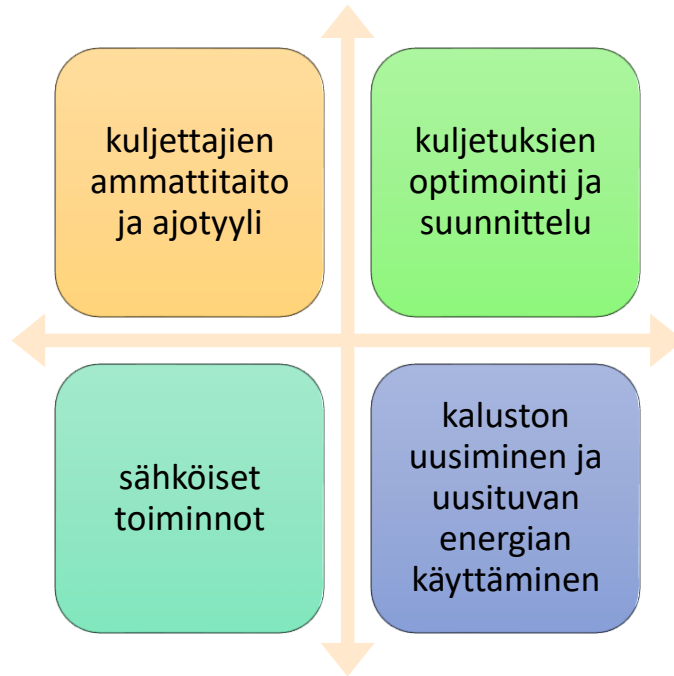 kuljettajien
ammattitaito
ja ajotyyli
kuljetuksien
optimointi ja
suunnittelu
sähköiset
toiminnot
kaluston
uusiminen ja
uusituvan
energian
käyttäminen